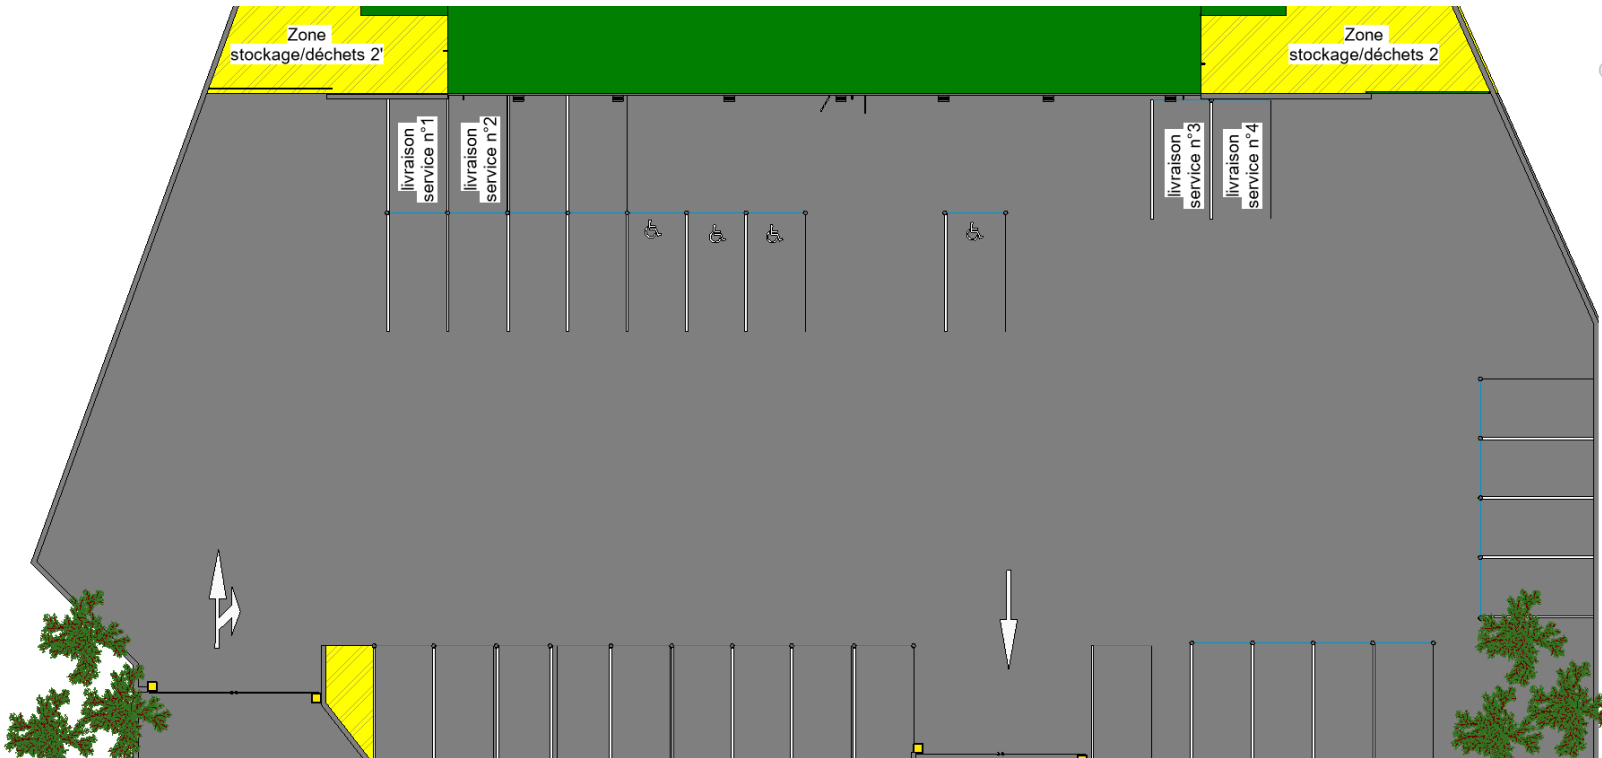 Zone
stockage/déchets 2'
Zone
stockage/déchets 2
livraison
service n°1
livraison
service n°2
livraison
service n°3
livraison
service n°4